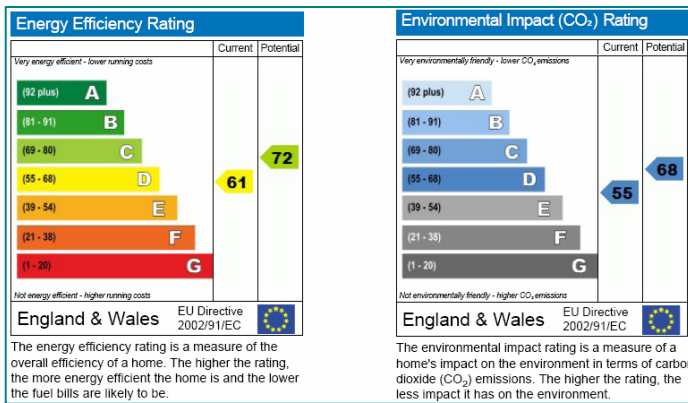 Energy Efficiency Rating
Current Potential
Very energy efficient - lower running costs
(92 plus) A
(81 - 91) B
(69 - 80) C
(55 - 68) D
(39 - 54) E
(21 - 38) F
(1 - 20) G
61
72
Not energy efficient - higher running costs
England & Wales
EU Directive
2002/91/EC
The energy efficiency rating is a measure of the
overall efficiency of a home. The higher the rating,
the more energy efficient the home is and the lower
the fuel bills are likely to be.
Environmental Impact (CO₂) Rating
Current Potential
Very environmentally friendly - lower CO₂ emissions
(92 plus) A
(81 - 91) B
(69 - 80) C
(55 - 68) D
(39 - 54) E
(21 - 38) F
(1 - 20) G
55
68
Not environmentally friendly - higher CO₂ emissions
England & Wales
EU Directive
2002/91/EC
The environmental impact rating is a measure of a
home's impact on the environment in terms of carbon
dioxide (CO₂) emissions. The higher the rating, the
less impact it has on the environment.